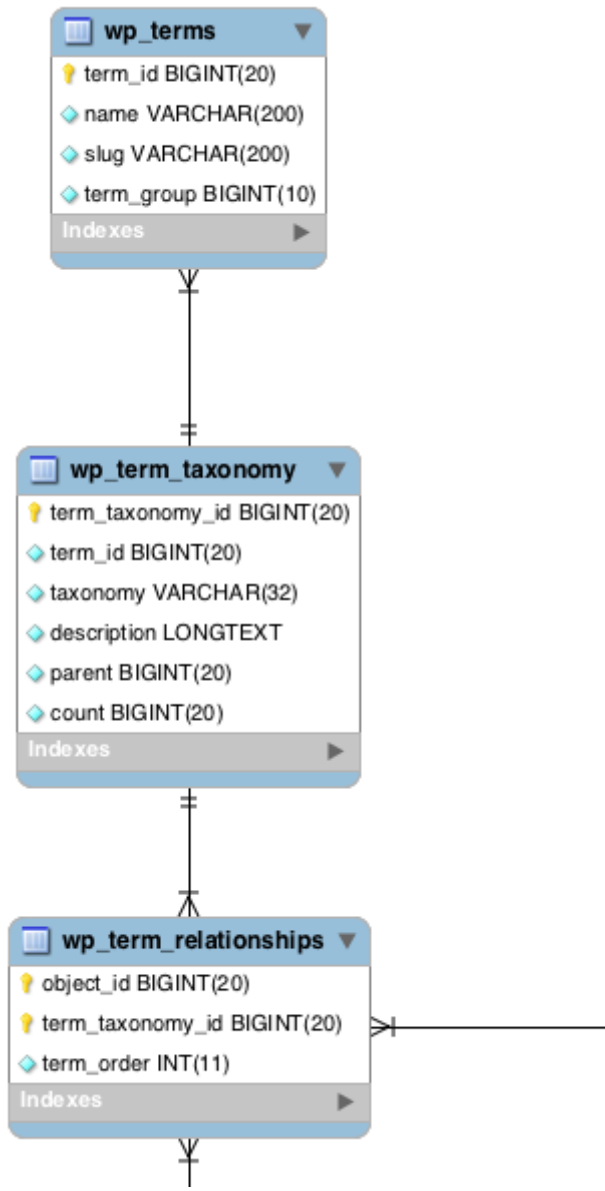 wp_terms
term_id BIGINT(20)
name VARCHAR(200)
slug VARCHAR(200)
term_group BIGINT(10)
Indexes
wp_term_taxonomy
term_taxonomy_id BIGINT(20)
term_id BIGINT(20)
taxonomy VARCHAR(32)
description LONGTEXT
parent BIGINT(20)
count BIGINT(20)
Indexes
wp_term_relationships
object_id BIGINT(20)
term_taxonomy_id BIGINT(20)
term_order INT(11)
Indexes